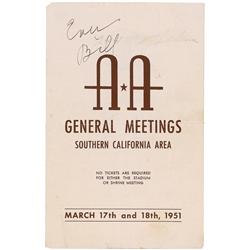 Ever
Bill
A★A
GENERAL MEETINGS
SOUTHERN CALIFORNIA AREA
NO TICKETS ARE REQUIRED
FOR EITHER THE STADIUM
OR SHRINE MEETING
MARCH 17th and 18th, 1951